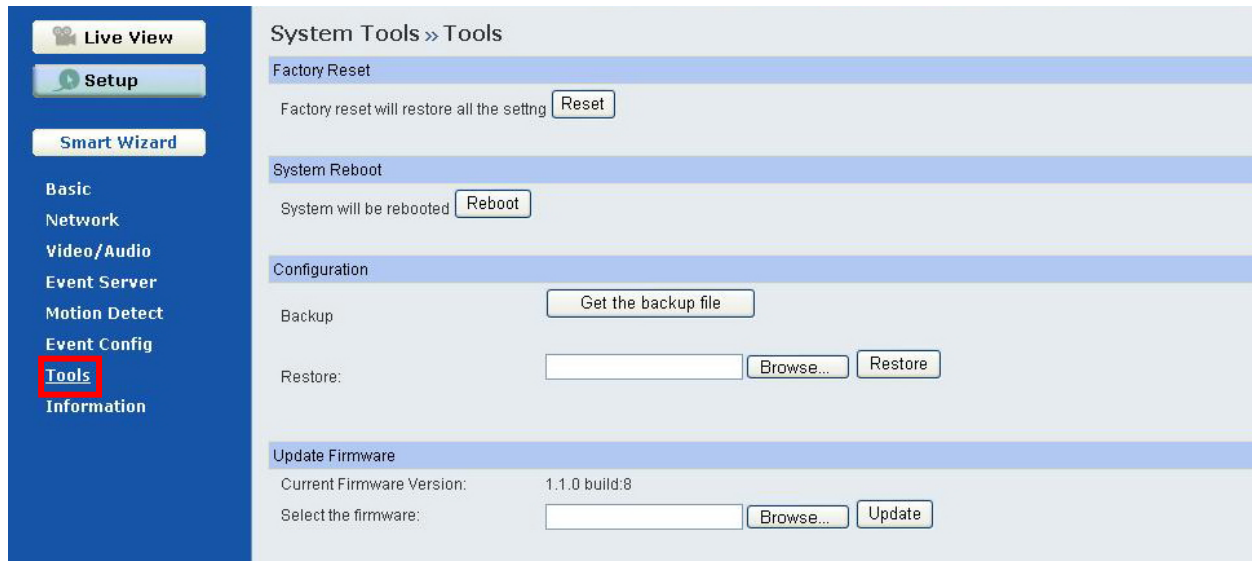 Live View
Setup
Smart Wizard
Basic
Network
Video/Audio
Event Server
Motion Detect
Event Config
Tools
Information
System Tools » Tools
Factory Reset
Factory reset will restore all the settng Reset
System Reboot
System will be rebooted Reboot
Configuration
Backup Get the backup file
Restore: Browse... Restore
Update Firmware
Current Firmware Version: 1.1.0 build:8
Select the firmware: Browse... Update